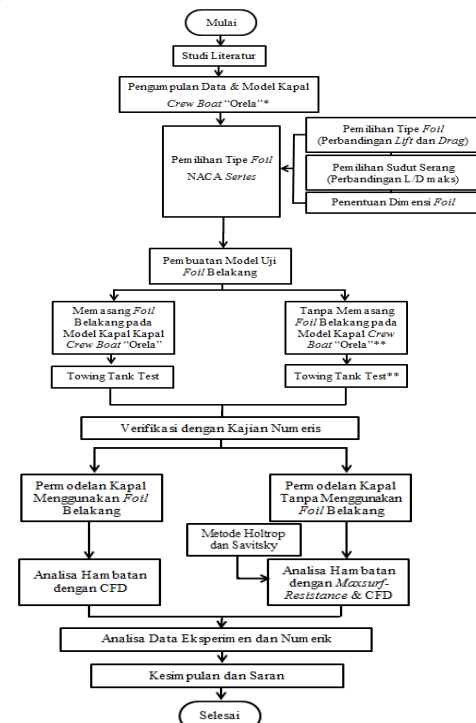 Mulai
Studi Literatur
Pengumpulan Data & Model Kapal
Crew Boat "Orela"*
Pemilihan Tipe Foil
NACA Series
Pemilihan Tipe Foil
(Perbandingan Lift dan Drag)
Pemilihan Sudut Serang
(Perbandingan L/D maks)
Penentuan Dimensi Foil
Pembuatan Model Uji
Foil Belakang
Memasang Foil
Belakang pada
Model Kapal Kapal
Crew Boat "Orela"
Tanpa Memasang
Foil Belakang pada
Model Kapal Crew
Boat "Orela"**
Towing Tank Test
Towing Tank Test**
Verifikasi dengan Kajian Numeris
Permodelan Kapal
Menggunakan Foil
Belakang
Permodelan Kapal
Tanpa Menggunakan
Foil Belakang
Metode Holtrop
dan Savitsky
Analisa Hambatan
dengan CFD
Analisa Hambatan
dengan Maxsurf-
Resistance & CFD
Analisa Data Eksperimen dan Numerik
Kesimpulan dan Saran
Selesai